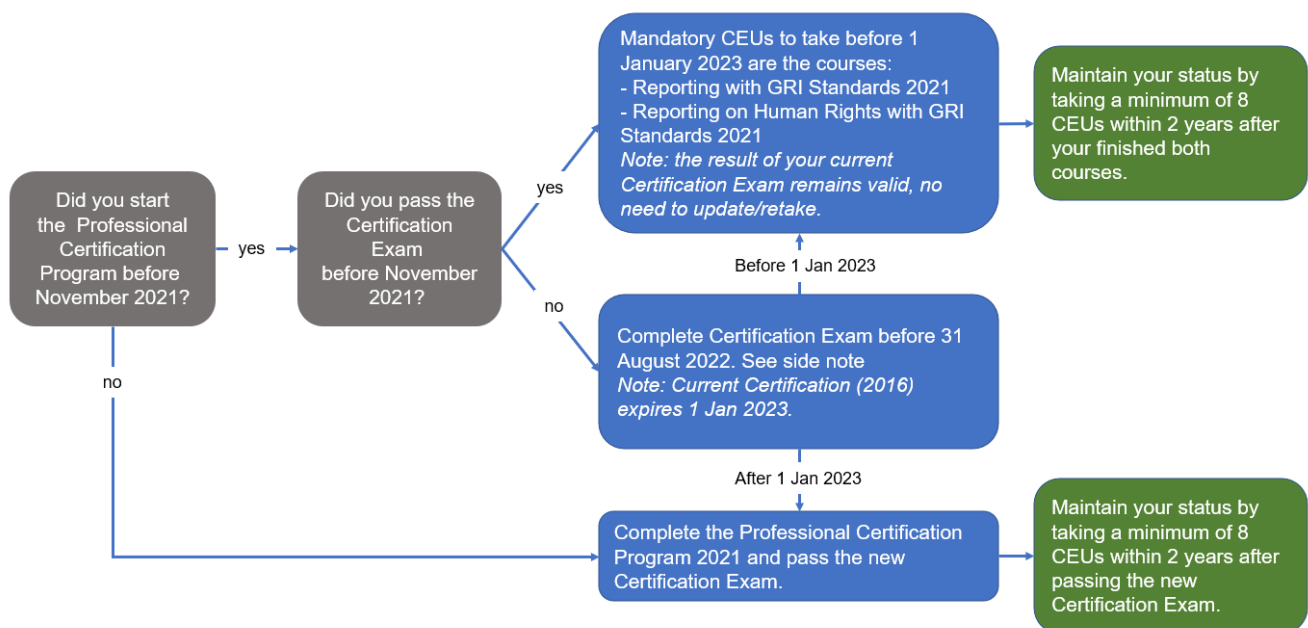 Did you start
the Professional
Certification
Program before
November 2021?
yes
no
Did you pass the
Certification
Exam
before November
2021?
yes
no
Mandatory CEUs to take before 1
January 2023 are the courses:
- Reporting with GRI Standards 2021
- Reporting on Human Rights with GRI
Standards 2021
Note: the result of your current
Certification Exam remains valid, no
need to update/retake.
Maintain your status by
taking a minimum of 8
CEUs within 2 years after
your finished both
courses.
Before 1 Jan 2023
Complete Certification Exam before 31
August 2022. See side note
Note: Current Certification (2016)
expires 1 Jan 2023.
After 1 Jan 2023
Complete the Professional Certification
Program 2021 and pass the new
Certification Exam.
Maintain your status by
taking a minimum of 8
CEUs within 2 years after
passing the new
Certification Exam.